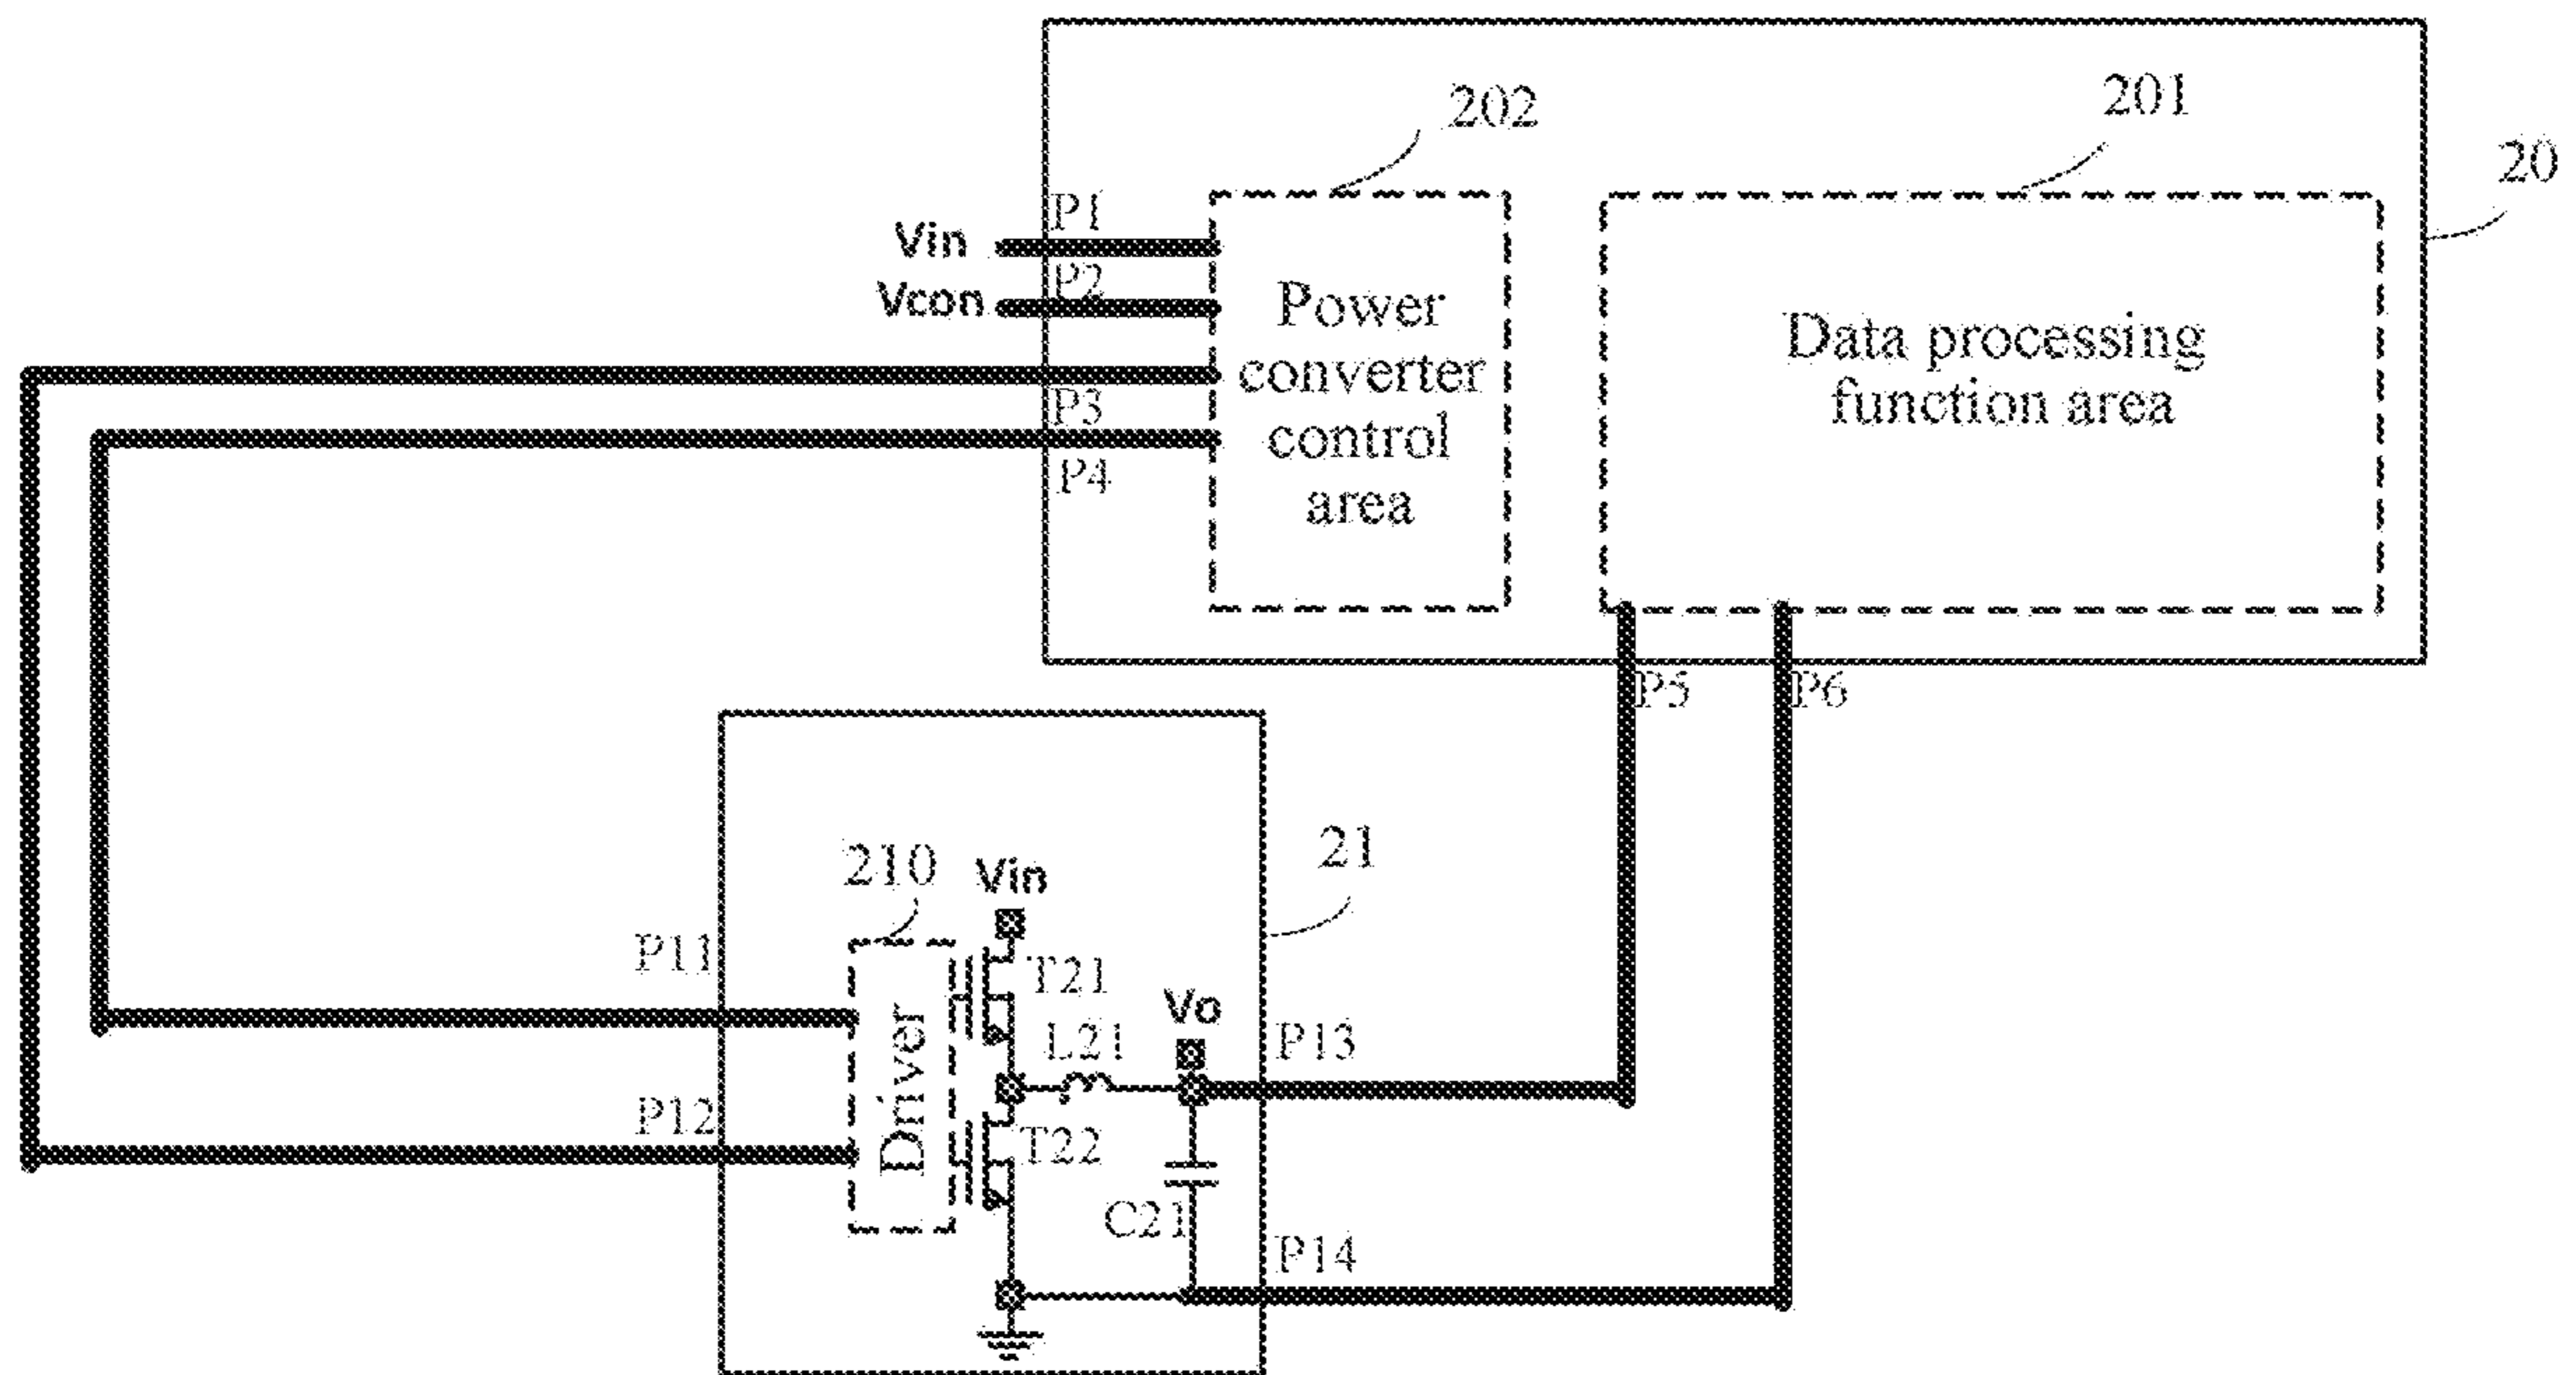 202
201
20
P1
Vin
P2
Vcon
P3
P4
Power
converter
control
area
Data processing
function area
P5
P6
21
210
Vin
P11
T21
Vo
L21
P13
Driver
P12
T22
C21
P14